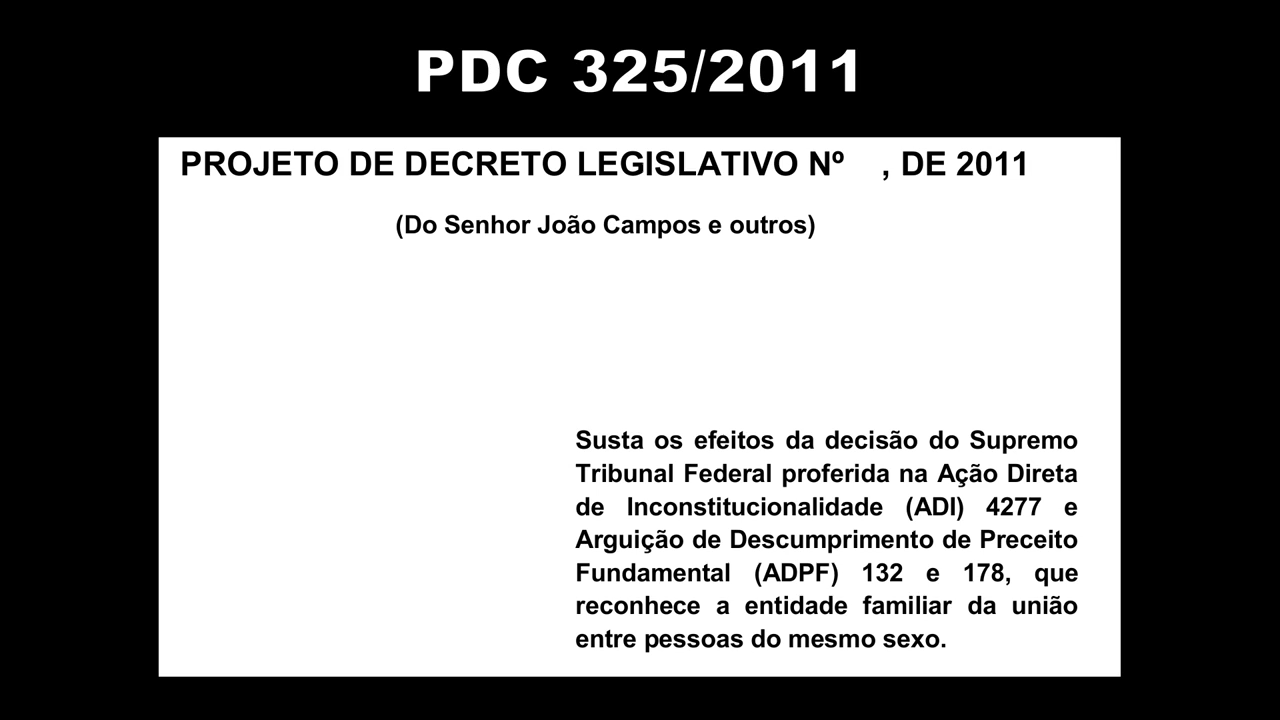 PDC 325/2011
PROJETO DE DECRETO LEGISLATIVO Nº , DE 2011
(Do Senhor João Campos e outros)
Susta os efeitos da decisão do Supremo
Tribunal Federal proferida na Ação Direta
de Inconstitucionalidade (ADI) 4277 e
Arguição de Descumprimento de Preceito
Fundamental (ADPF) 132 e 178, que
reconhece a entidade familiar da união
entre pessoas do mesmo sexo.